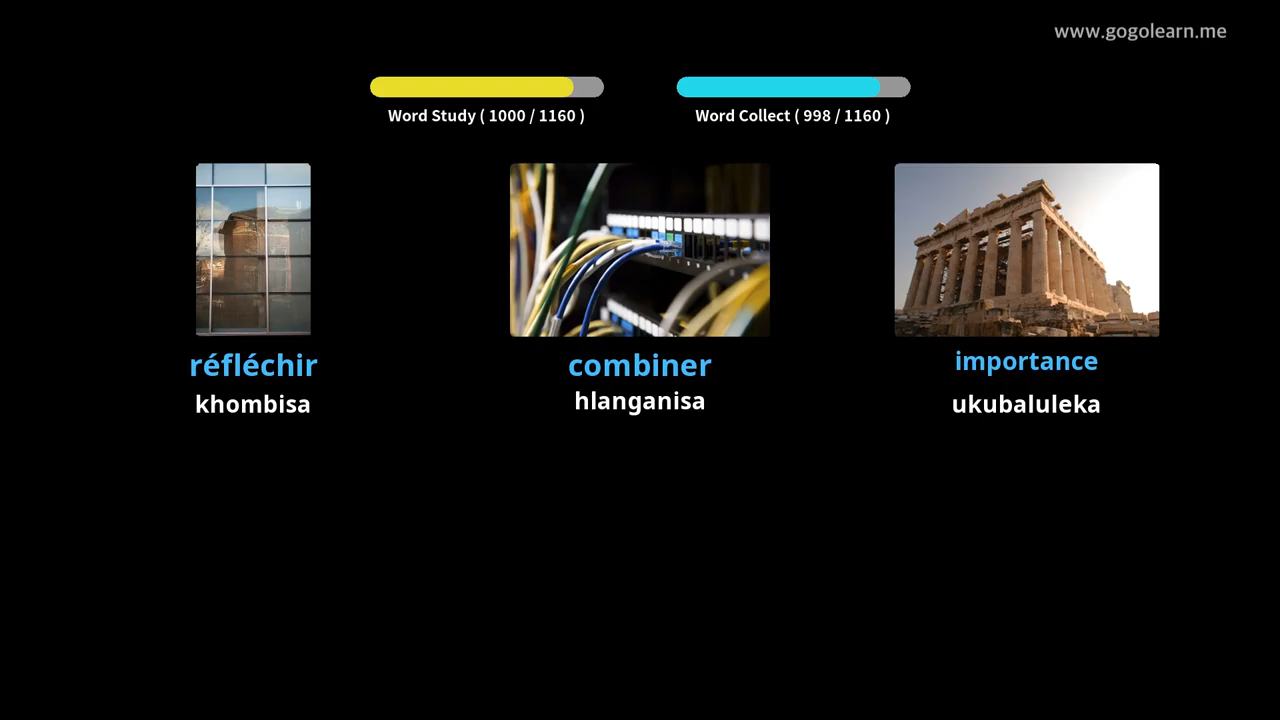 www.gogolearn.me
Word Study ( 1000 / 1160 )
Word Collect ( 998 / 1160 )
réfléchir
combiner
importance
khombisa
hlanganisa
ukubaluleka